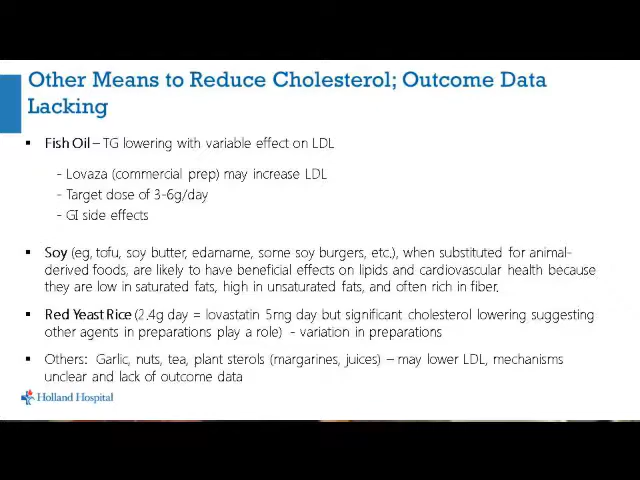 Other Means to Reduce Cholesterol; Outcome Data
Lacking
▪ Fish Oil – TG lowering with variable effect on LDL
- Lovaza (commercial prep) may increase LDL
- Target dose of 3-6g/day
- GI side effects
▪ Soy (eg, tofu, soy butter, edamame, some soy burgers, etc.), when substituted for animal-
derived foods, are likely to have beneficial effects on lipids and cardiovascular health because
they are low in saturated fats, high in unsaturated fats, and often rich in fiber.
▪ Red Yeast Rice (2.4g day = lovastatin 5mg day but significant cholesterol lowering suggesting
other agents in preparations play a role) - variation in preparations
▪ Others: Garlic, nuts, tea, plant sterols (margarines, juices) – may lower LDL, mechanisms
unclear and lack of outcome data
Holland Hospital